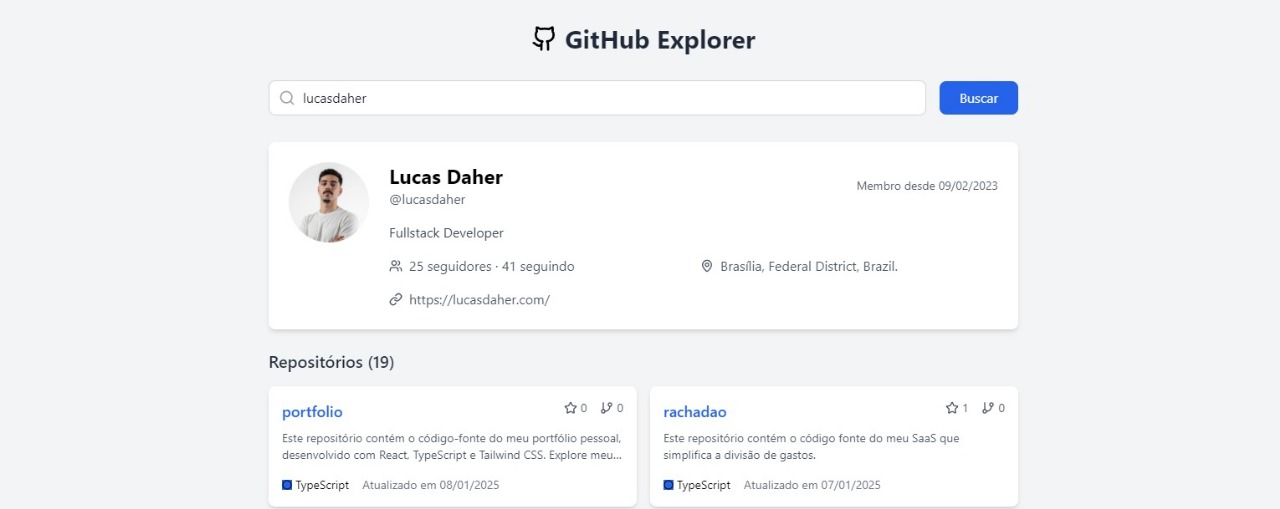 GitHub Explorer
lucasdaher
Buscar
Lucas Daher
Membro desde 09/02/2023
@lucasdaher
Fullstack Developer
25 seguidores · 41 seguindo
Brasília, Federal District, Brazil.
https://lucasdaher.com/
Repositórios (19)
portfolio
0 0
Este repositório contém o código-fonte do meu portfólio pessoal,
desenvolvido com React, TypeScript e Tailwind CSS. Explore meu...
TypeScript Atualizado em 08/01/2025
rachadao
1 0
Este repositório contém o código fonte do meu SaaS que
simplifica a divisão de gastos.
TypeScript Atualizado em 07/01/2025